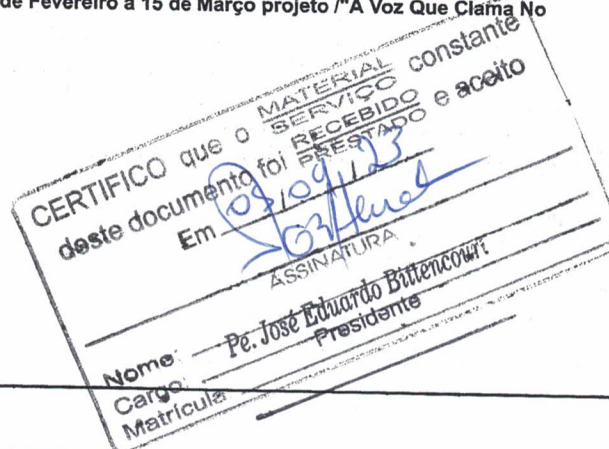 de Fevereiro a 15 de Março projeto /"A Voz Que Clama No
CERTIFICO que o MATERIAL SERVIÇO constante
deste documento foi RECEBIDO PRESTADO e aceito
Em 09/23
ASSINATURA
Nome: Pe. José Eduardo Bittencourt
Cargo: Presidente
Matrícula